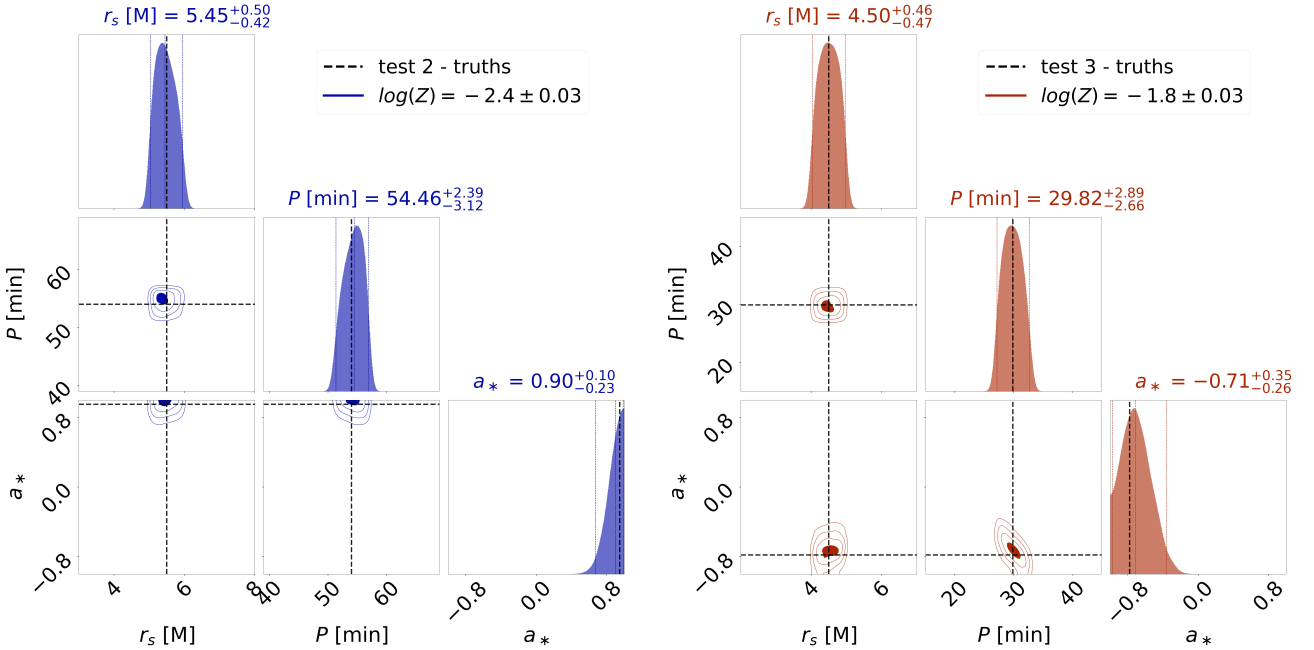 r_s [M] = 5.45^{+0.50}_{-0.42}
test 2 - truths
log(Z) = −2.4 ± 0.03
P [min] = 54.46^{+2.39}_{-3.12}
a_* = 0.90^{+0.10}_{-0.23}
P [min]
60
50
40
a_*
0.8
0.0
−0.8
4
6
8
r_s [M]
40
50
60
P [min]
−0.8
0.0
0.8
a_*
r_s [M] = 4.50^{+0.46}_{-0.47}
test 3 - truths
log(Z) = −1.8 ± 0.03
P [min] = 29.82^{+2.89}_{-2.66}
a_* = −0.71^{+0.35}_{-0.26}
P [min]
40
30
20
a_*
0.8
0.0
−0.8
4
6
r_s [M]
20
30
40
P [min]
−0.8
0.0
0.8
a_*